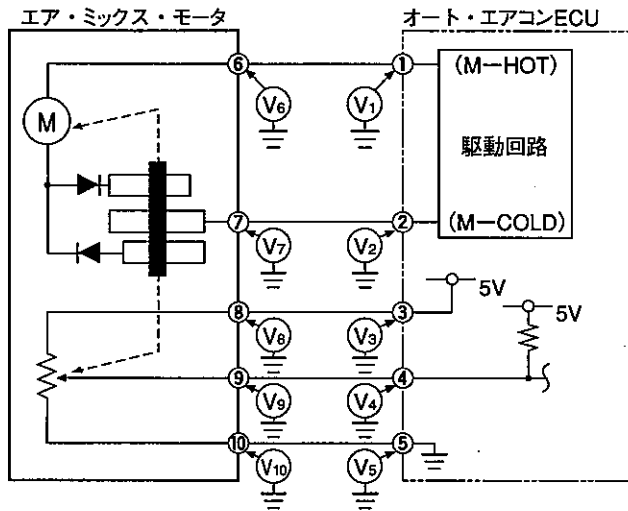 エア・ミックス・モータ
オート・エアコンECU
⑥
①
(M−HOT)
M
V6
V1
駆動回路
⑦
②
(M−COLD)
V7
V2
5V
5V
⑧
③
V8
V3
⑨
④
V9
V4
⑩
⑤
V10
V5